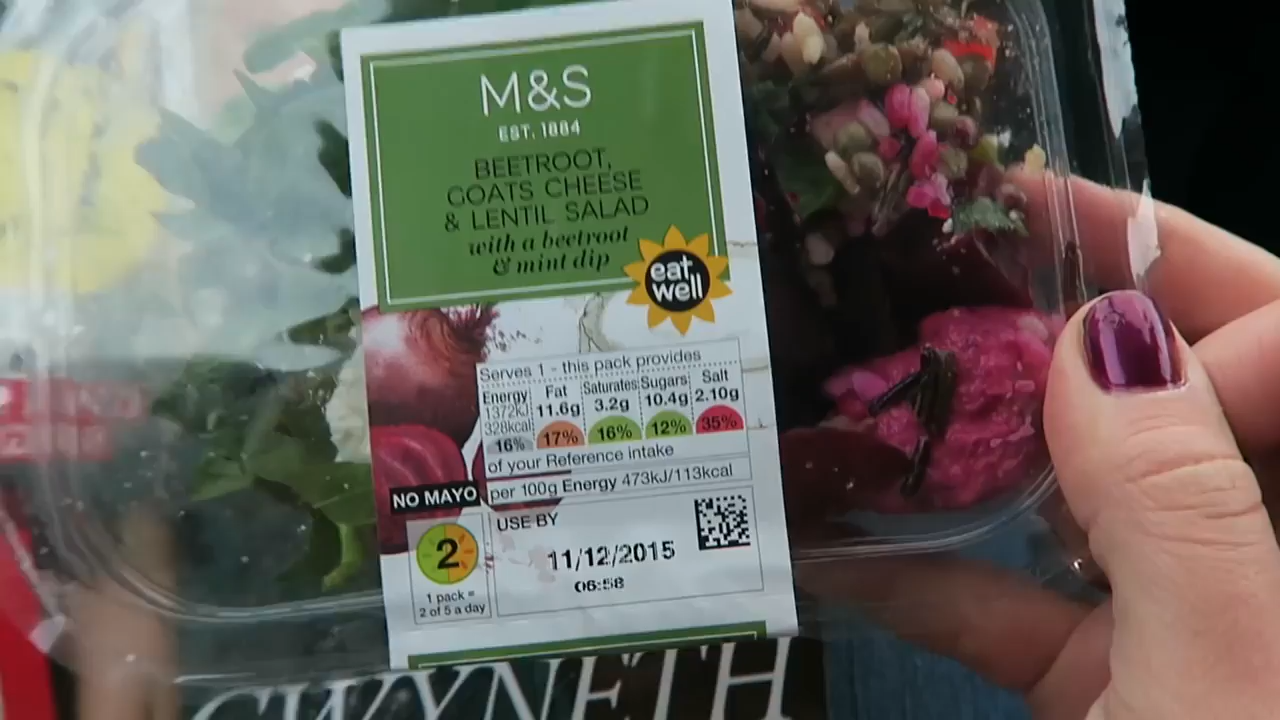 M&S
EST. 1884
BEETROOT,
GOATS CHEESE
& LENTIL SALAD
with a beetroot
& mint dip
eat
well
Serves 1 - this pack provides
Energy Fat Saturates Sugars Salt
1372KJ 11.6g 3.2g 10.4g 2.10g
328kcal
16% 17% 16% 12% 35%
of your Reference intake
per 100g Energy 473kJ/113kcal
NO MAYO
USE BY
11/12/2015
06:58
2
1 pack =
2 of 5 a day
GWYNETH